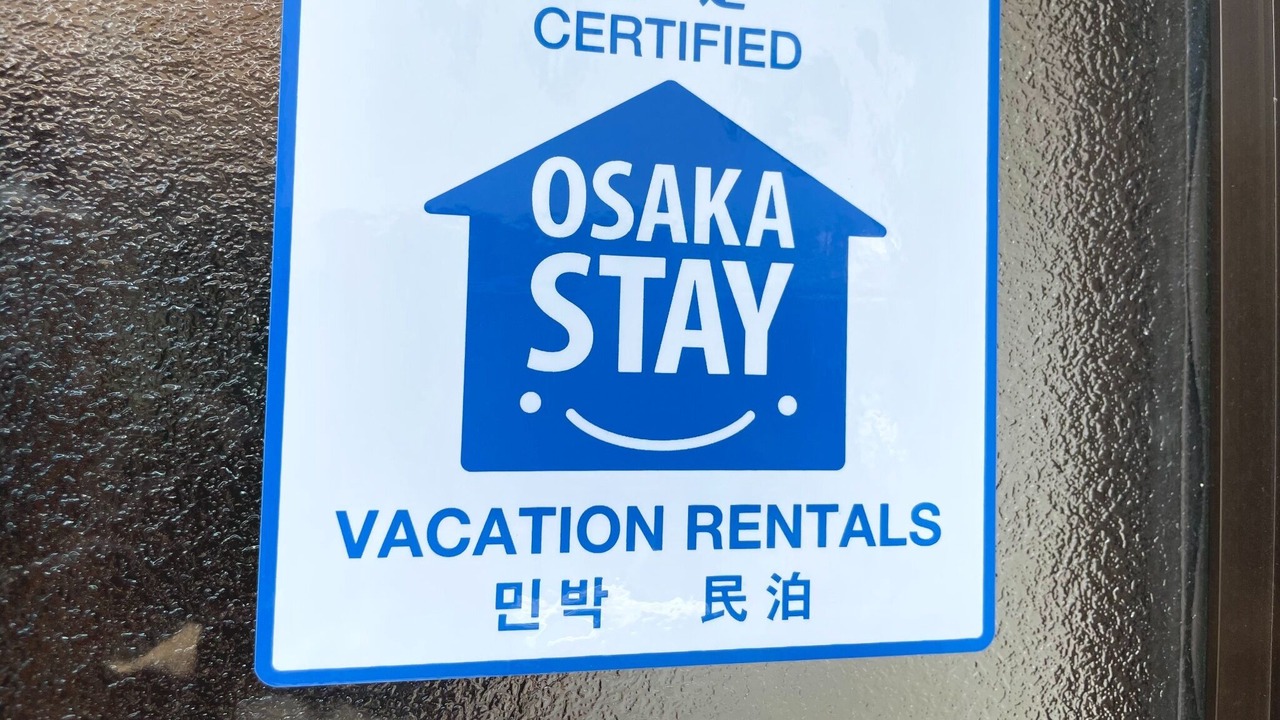 CERTIFIED
OSAKA
STAY
VACATION RENTALS
민박 民泊